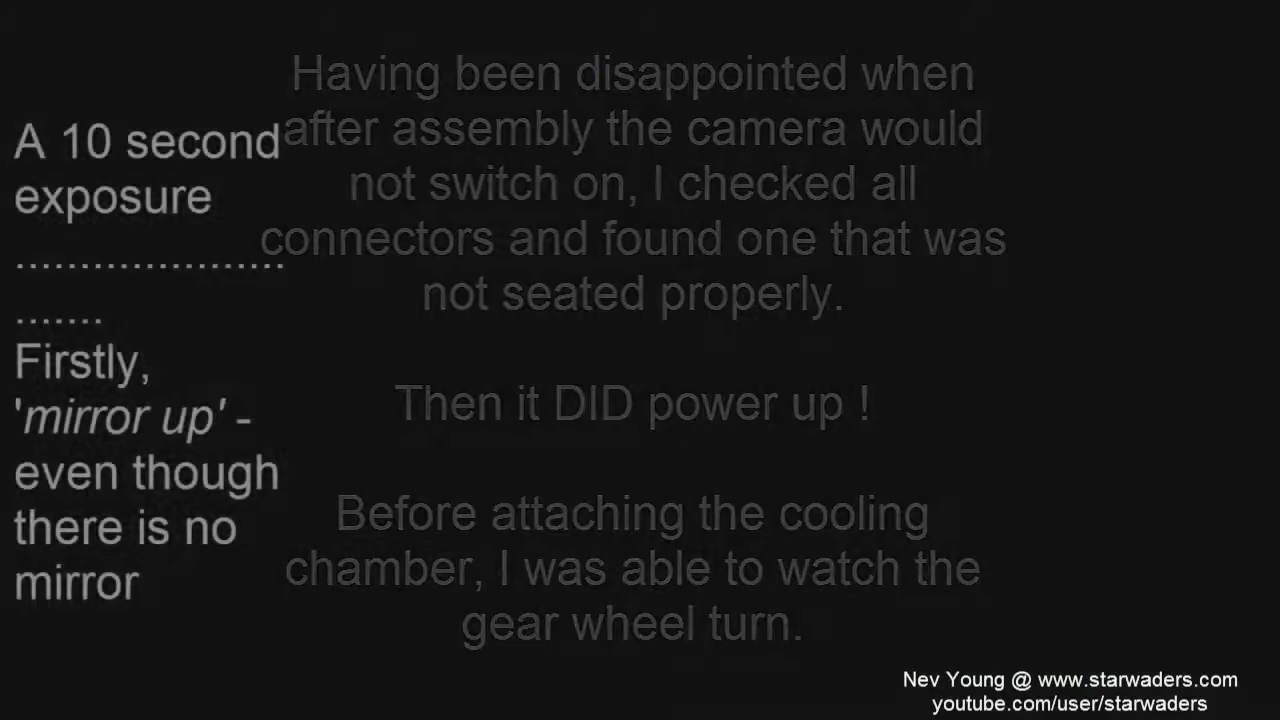 A 10 second
exposure
.....................
.......
Firstly,
'mirror up' -
even though
there is no
mirror
Having been disappointed when
after assembly the camera would
not switch on, I checked all
connectors and found one that was
not seated properly.
Then it DID power up !
Before attaching the cooling
chamber, I was able to watch the
gear wheel turn.
Nev Young @ www.starwaders.com
youtube.com/user/starwaders